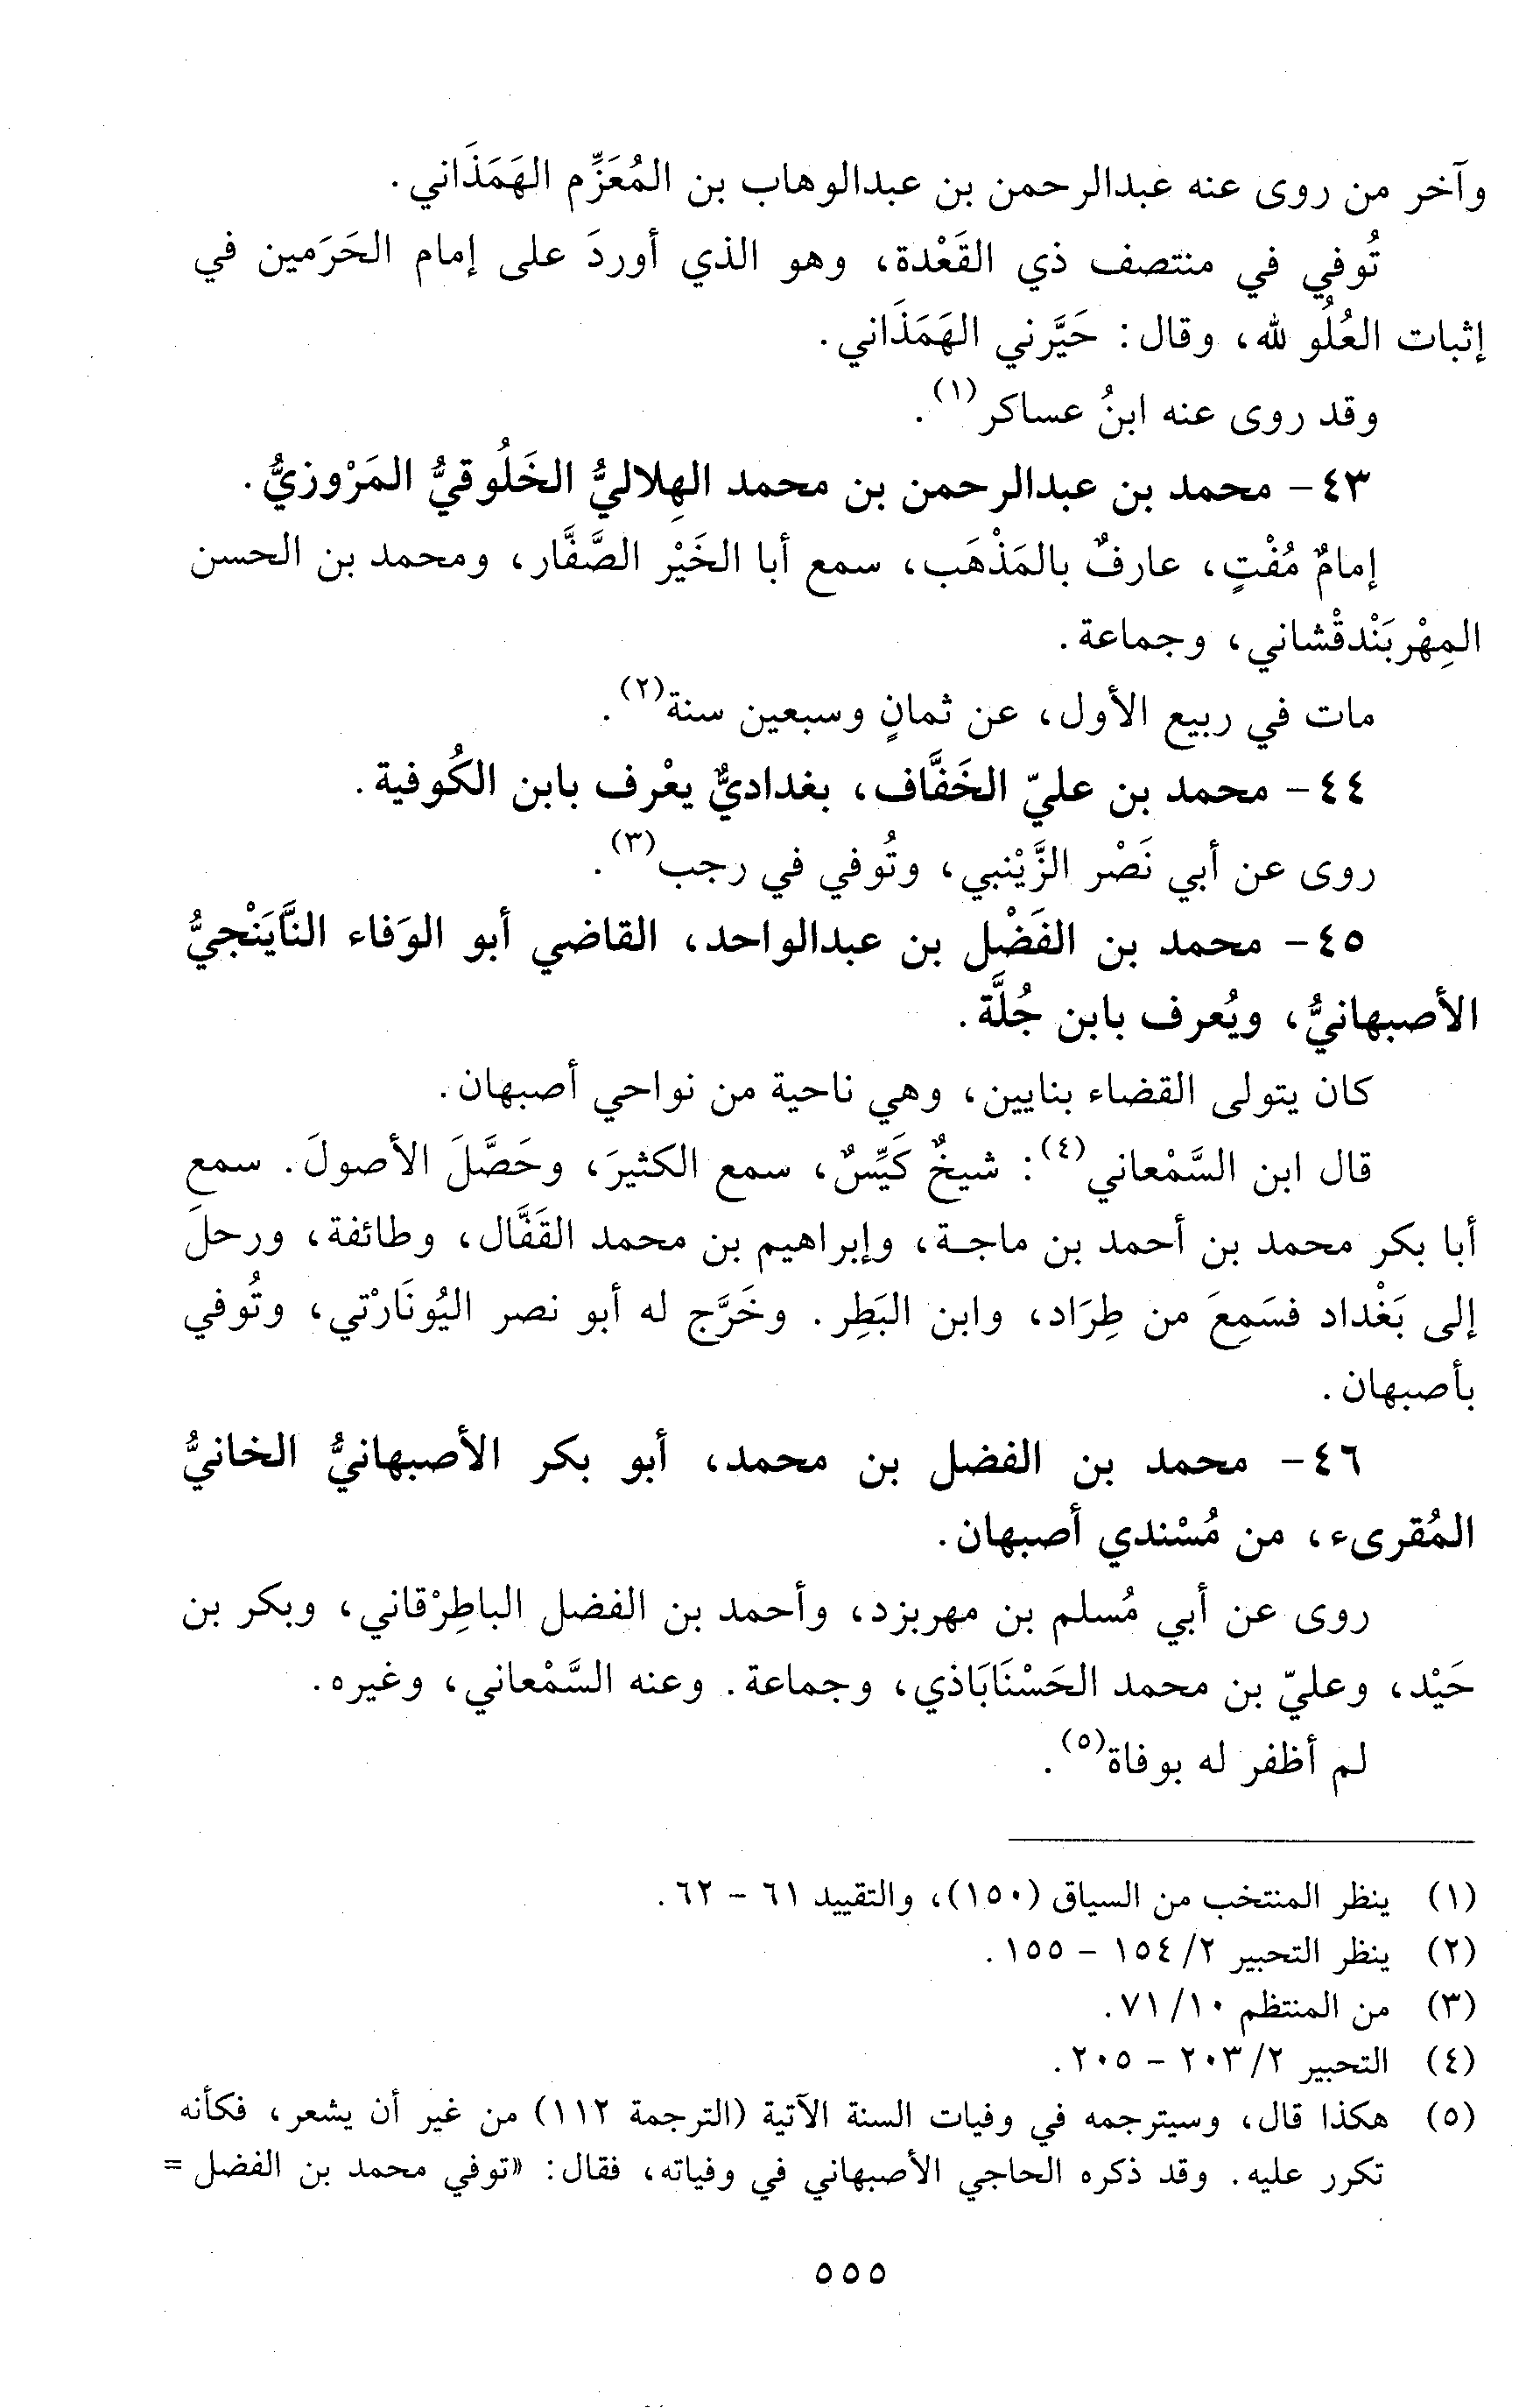 وآخر من روى عنه عبدالرحمن بن عبدالوهاب بن المُعَزِّم الهَمَذَاني.
تُوفي في منتصف ذي القَعْدة، وهو الذي أوردَ على إمام الحَرَمين في
إثبات العُلُو لله، وقال: حَيَّرني الهَمَذَاني.
وقد روى عنه ابنُ عساكر(١).
٤٣- محمد بن عبدالرحمن بن محمد الهِلاليُّ الخَلُوقيُّ المَرْوزيُّ.
إمامٌ مُفْتٍ، عارفٌ بالمَذْهَب، سمع أبا الخَيْر الصَّفَّار، ومحمد بن الحسن
المِهْرَبَنْدقْشاني، وجماعة.
مات في ربيع الأول، عن ثمانٍ وسبعين سنة(٢).
٤٤- محمد بن عليّ الخَفَّاف، بغداديٌّ يعْرف بابن الكُوفية.
روى عن أبي نَصْر الزَّيْنبي، وتُوفي في رجب(٣).
٤٥- محمد بن الفَضْل بن عبدالواحد، القاضي أبو الوَفاء النَّايَنْجيُّ
الأصبهانيُّ، ويُعرف بابن جُلَّة.
كان يتولى القضاء بنايين، وهي ناحية من نواحي أصبهان.
قال ابن السَّمْعاني(٤): شيخٌ كَيِّسٌ، سمع الكثيرَ، وحَصَّلَ الأصولَ. سمع
أبا بكر محمد بن أحمد بن ماجة، وإبراهيم بن محمد القَفَّال، وطائفة، ورحلَ
إلى بَغْداد فسَمِعَ من طِرَاد، وابن البَطِر. وخَرَّج له أبو نصر اليُونَارْتي، وتُوفي
بأصبهان.
٤٦- محمد بن الفضل بن محمد، أبو بكر الأصبهانيُّ الخانيُّ
المُقرىء، من مُسْندي أصبهان.
روى عن أبي مُسلم بن مهربزد، وأحمد بن الفضل الباطِرْقاني، وبكر بن
حَيْد، وعليّ بن محمد الحَسْنَابَاذي، وجماعة. وعنه السَّمْعاني، وغيره.
لم أظفر له بوفاة(٥).
(١) ينظر المنتخب من السياق (١٥٠)، والتقييد ٦١ - ٦٢.
(٢) ينظر التحبير ٢/ ١٥٤ - ١٥٥.
(٣) من المنتظم ١٠/ ٧١.
(٤) التحبير ٢/ ٢٠٣ - ٢٠٥.
(٥) هكذا قال، وسيترجمه في وفيات السنة الآتية (الترجمة ١١٢) من غير أن يشعر، فكأنه
تكرر عليه. وقد ذكره الحاجي الأصبهاني في وفياته، فقال: «توفي محمد بن الفضل =
٥٥٥